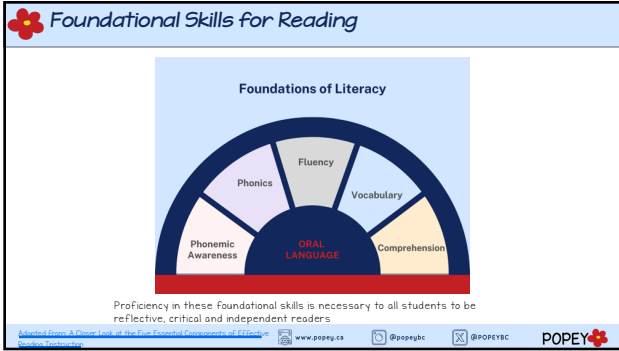 Foundational Skills for Reading
Foundations of Literacy
Fluency
Phonics
Vocabulary
Phonemic
Awareness
ORAL
LANGUAGE
Comprehension
Proficiency in these foundational skills is necessary to all students to be
reflective, critical and independent readers
Adapted from: A Closer Look at the Five Essential Components of Effective
Reading Instruction
www.popey.ca
@popeybc
@POPEYBC
POPEY